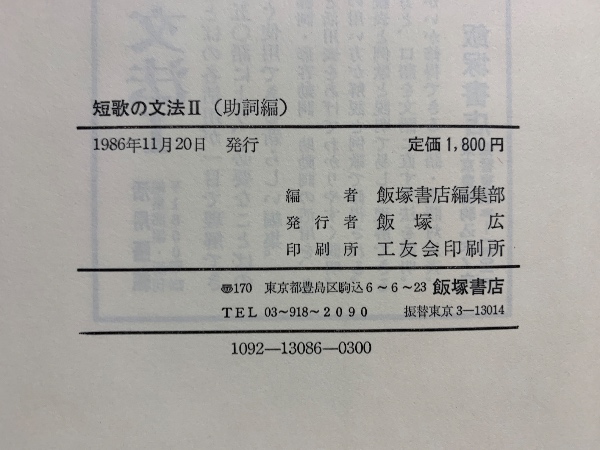 短歌の文法Ⅱ（助詞編）
1986年11月20日　発行　定価1,800円
編者　飯塚書店編集部
発行者　飯塚　広
印刷所　工友会印刷所
〠170　東京都豊島区駒込6～6～23 飯塚書店
TEL 03～918～2090　振替東京3―13014
1092―13086―0300